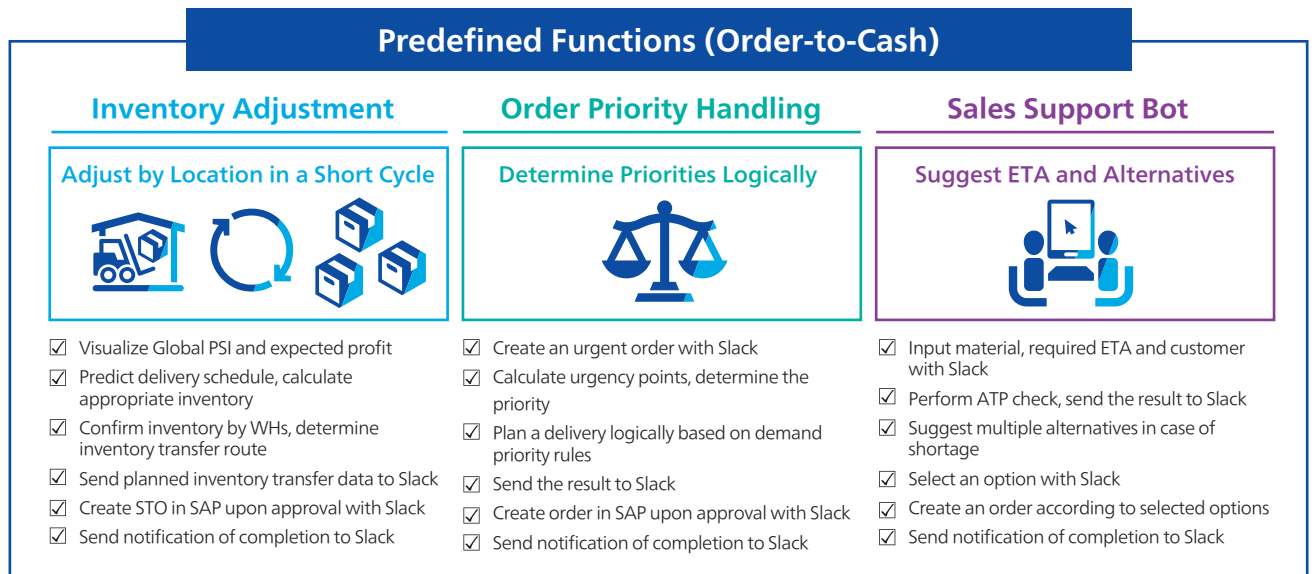 Predefined Functions (Order-to-Cash)
Inventory Adjustment
Adjust by Location in a Short Cycle
Visualize Global PSI and expected profit
Predict delivery schedule, calculate
appropriate inventory
Confirm inventory by WHs, determine
inventory transfer route
Send planned inventory transfer data to Slack
Create STO in SAP upon approval with Slack
Send notification of completion to Slack
Order Priority Handling
Determine Priorities Logically
Create an urgent order with Slack
Calculate urgency points, determine the
priority
Plan a delivery logically based on demand
priority rules
Send the result to Slack
Create order in SAP upon approval with Slack
Send notification of completion to Slack
Sales Support Bot
Suggest ETA and Alternatives
Input material, required ETA and customer
with Slack
Perform ATP check, send the result to Slack
Suggest multiple alternatives in case of
shortage
Select an option with Slack
Create an order according to selected options
Send notification of completion to Slack